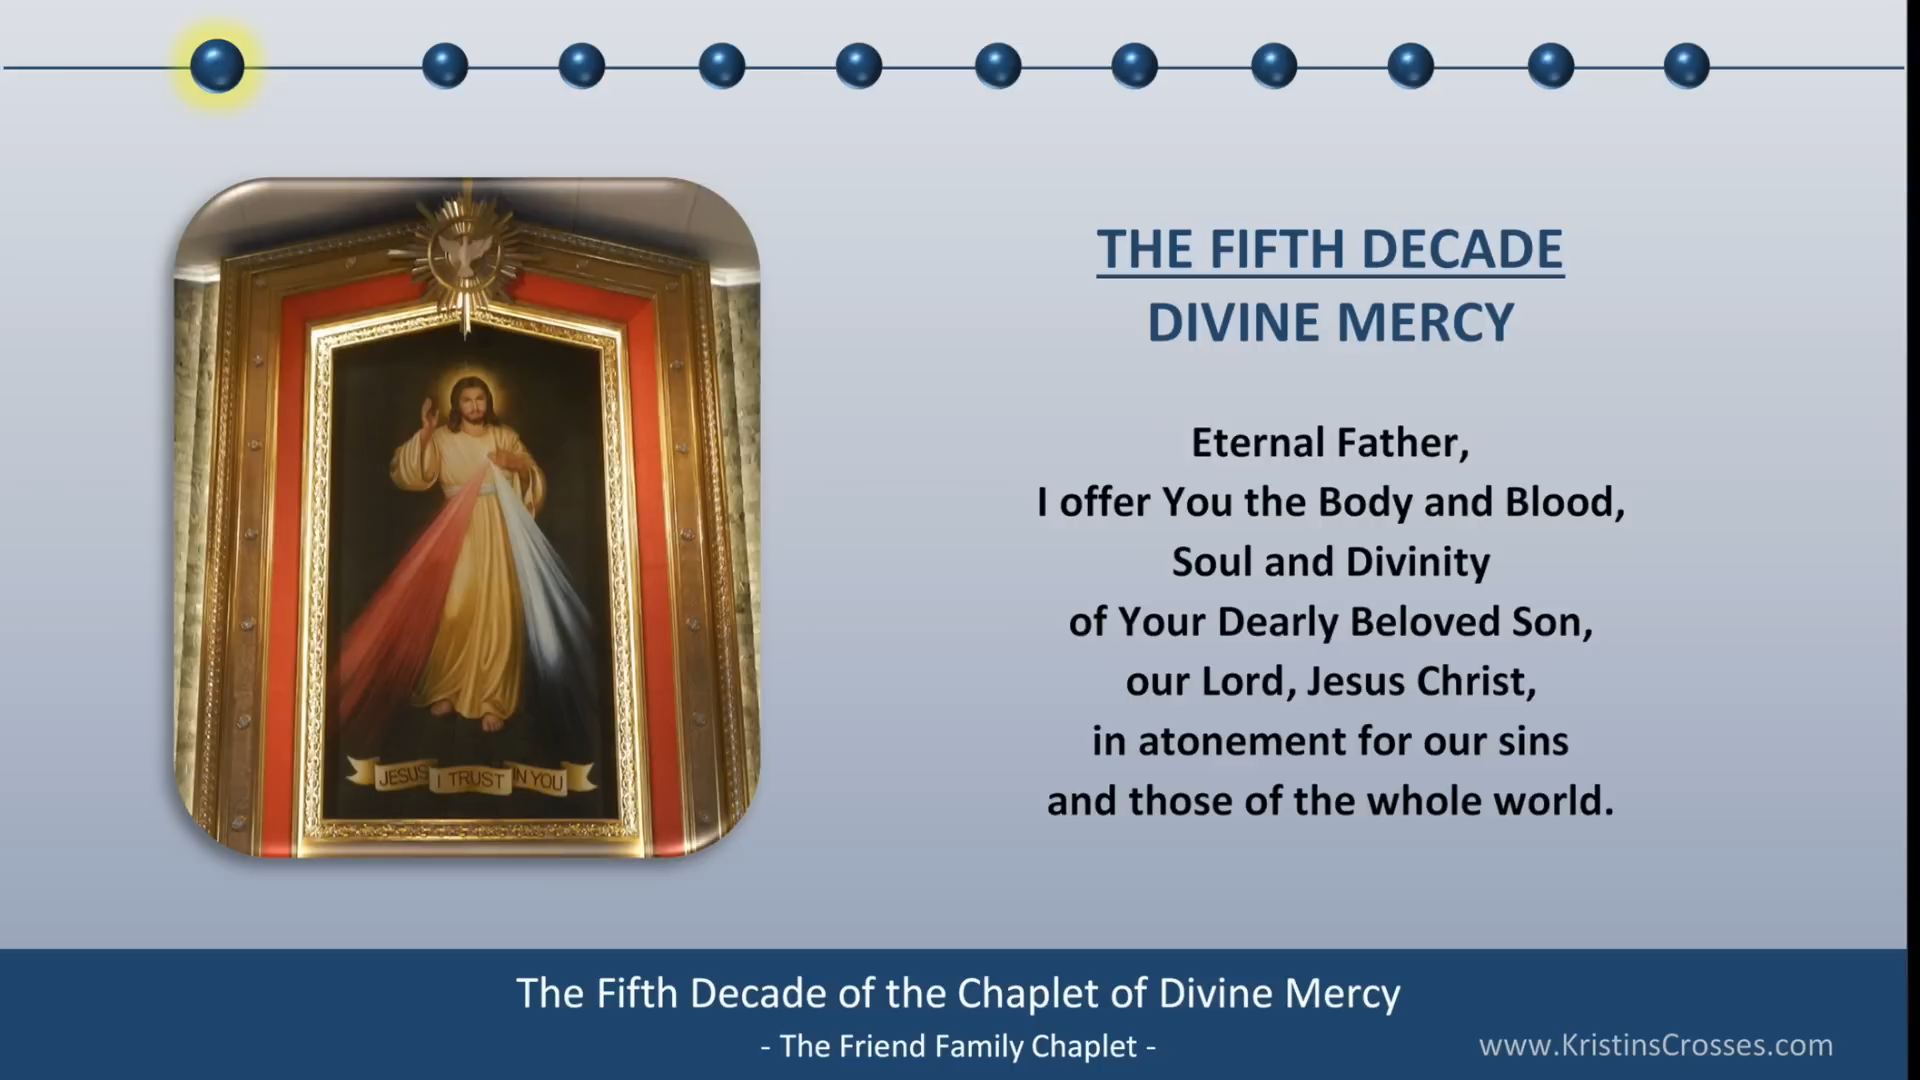 THE FIFTH DECADE
DIVINE MERCY
Eternal Father,
I offer You the Body and Blood,
Soul and Divinity
of Your Dearly Beloved Son,
our Lord, Jesus Christ,
in atonement for our sins
and those of the whole world.
JESUS I TRUST IN YOU
The Fifth Decade of the Chaplet of Divine Mercy
- The Friend Family Chaplet -
www.KristinsCrosses.com